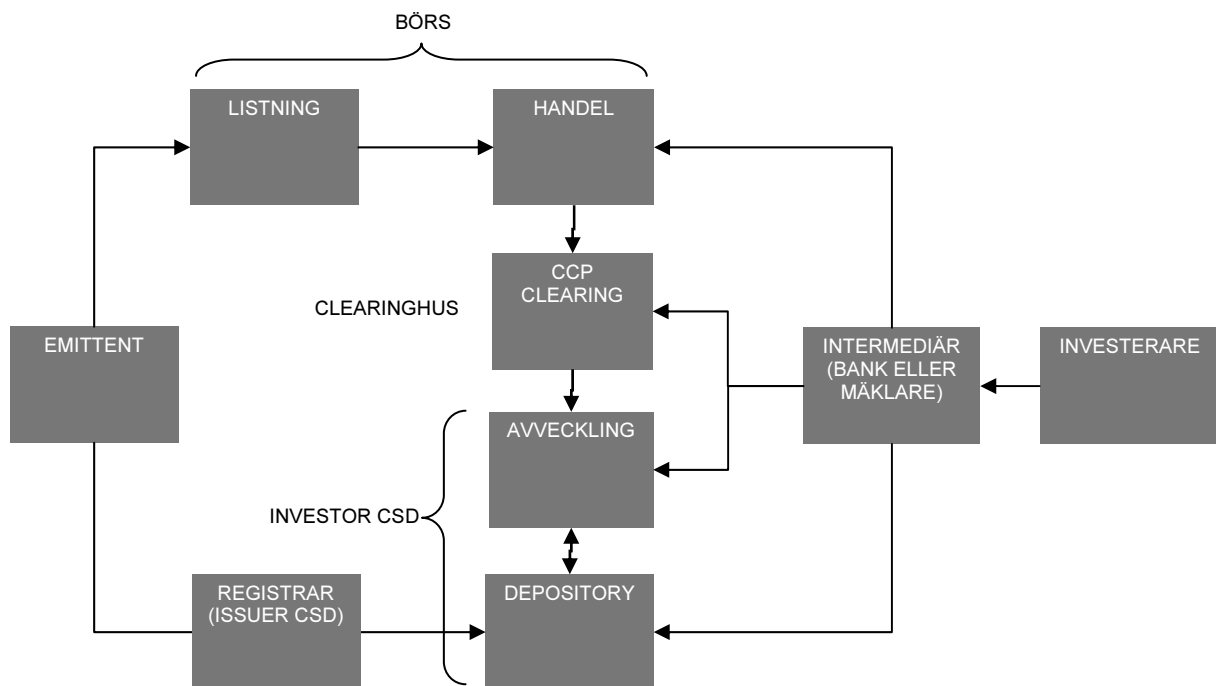 BÖRS
LISTNING
HANDEL
CCP
CLEARING
CLEARINGHUS
EMITTENT
INTERMEDIÄR
(BANK ELLER
MÄKLARE)
INVESTERARE
AVVECKLING
INVESTOR CSD
REGISTRAR
(ISSUER CSD)
DEPOSITORY